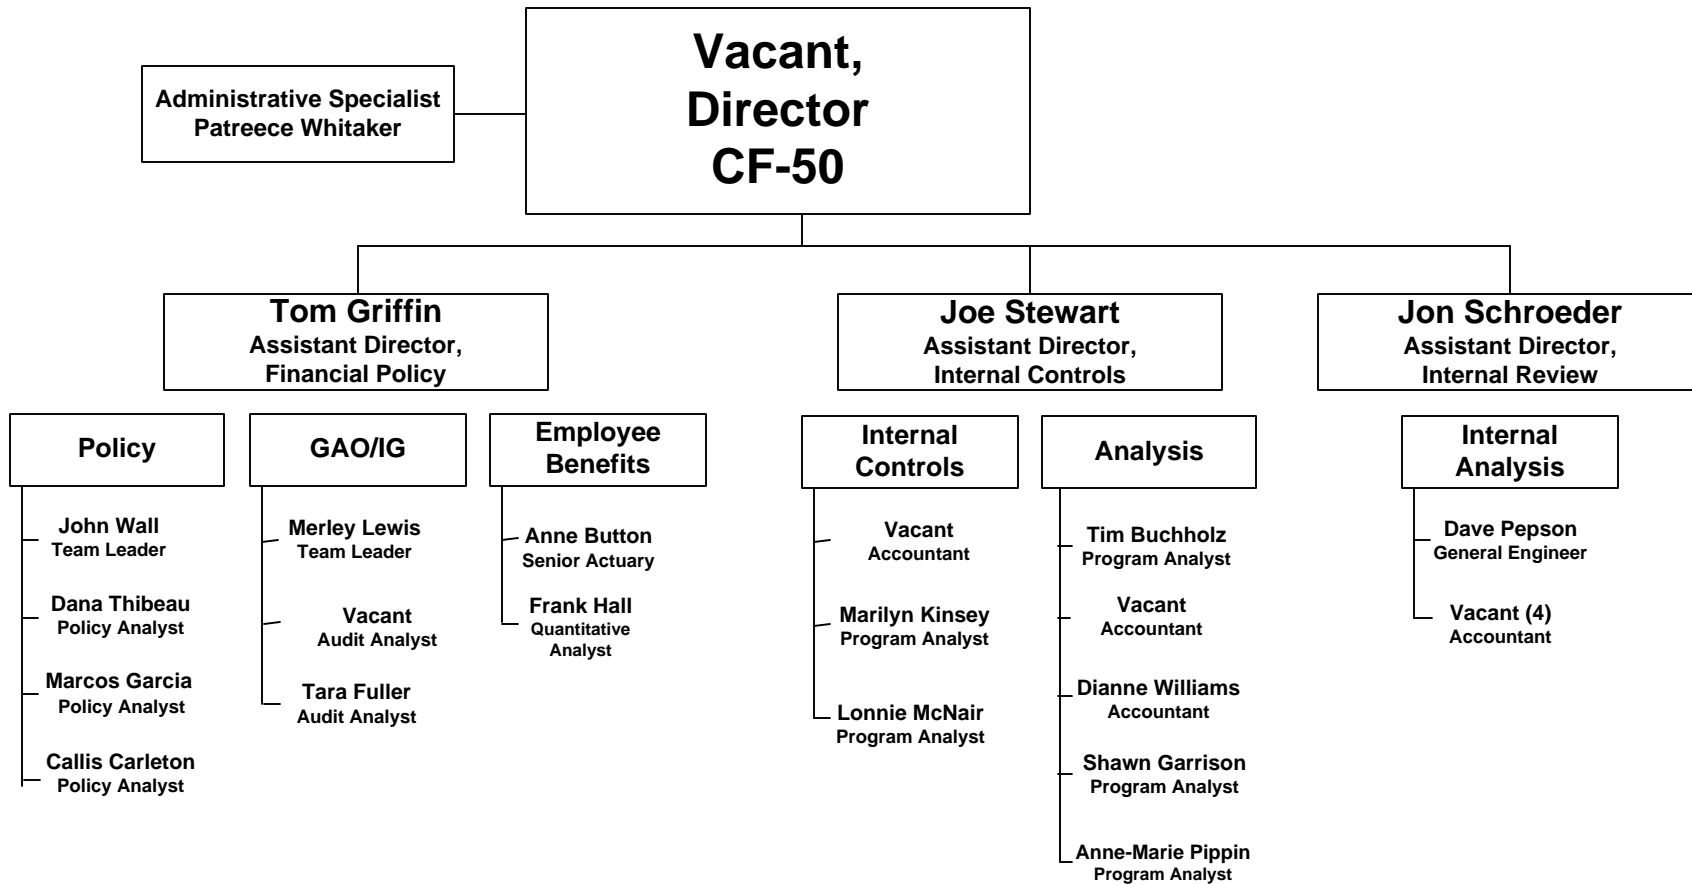 Vacant,
Director
CF-50
Administrative Specialist
Patreece Whitaker
Tom Griffin
Assistant Director,
Financial Policy
Joe Stewart
Assistant Director,
Internal Controls
Jon Schroeder
Assistant Director,
Internal Review
Policy
John Wall
Team Leader
Dana Thibeau
Policy Analyst
Marcos Garcia
Policy Analyst
Callis Carleton
Policy Analyst
GAO/IG
Merley Lewis
Team Leader
Vacant
Audit Analyst
Tara Fuller
Audit Analyst
Employee
Benefits
Anne Button
Senior Actuary
Frank Hall
Quantitative
Analyst
Internal
Controls
Vacant
Accountant
Marilyn Kinsey
Program Analyst
Lonnie McNair
Program Analyst
Analysis
Tim Buchholz
Program Analyst
Vacant
Accountant
Dianne Williams
Accountant
Shawn Garrison
Program Analyst
Anne-Marie Pippin
Program Analyst
Internal
Analysis
Dave Pepson
General Engineer
Vacant (4)
Accountant